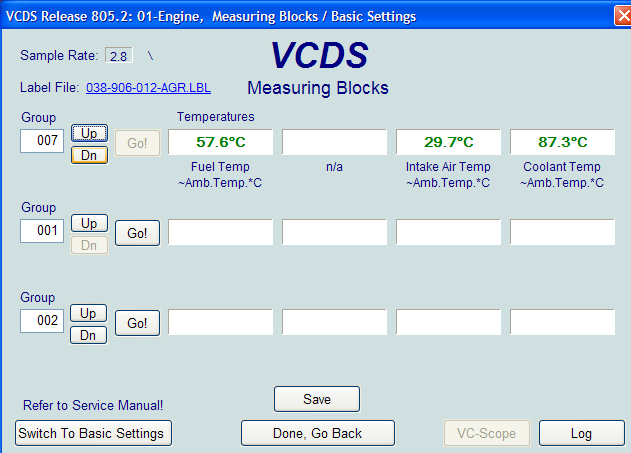 VCDS Release 805.2: 01-Engine, Measuring Blocks / Basic Settings
Sample Rate: 2.8 \
VCDS
Label File: 038-906-012-AGR.LBL
Measuring Blocks
Group
Temperatures
007 Up Dn Go! 57.6°C 29.7°C 87.3°C
Fuel Temp n/a Intake Air Temp Coolant Temp
~Amb.Temp.*C ~Amb.Temp.*C ~Amb.Temp.*C
Group
001 Up Dn Go!
Group
002 Up Dn Go!
Refer to Service Manual!
Save
Switch To Basic Settings Done, Go Back VC-Scope Log